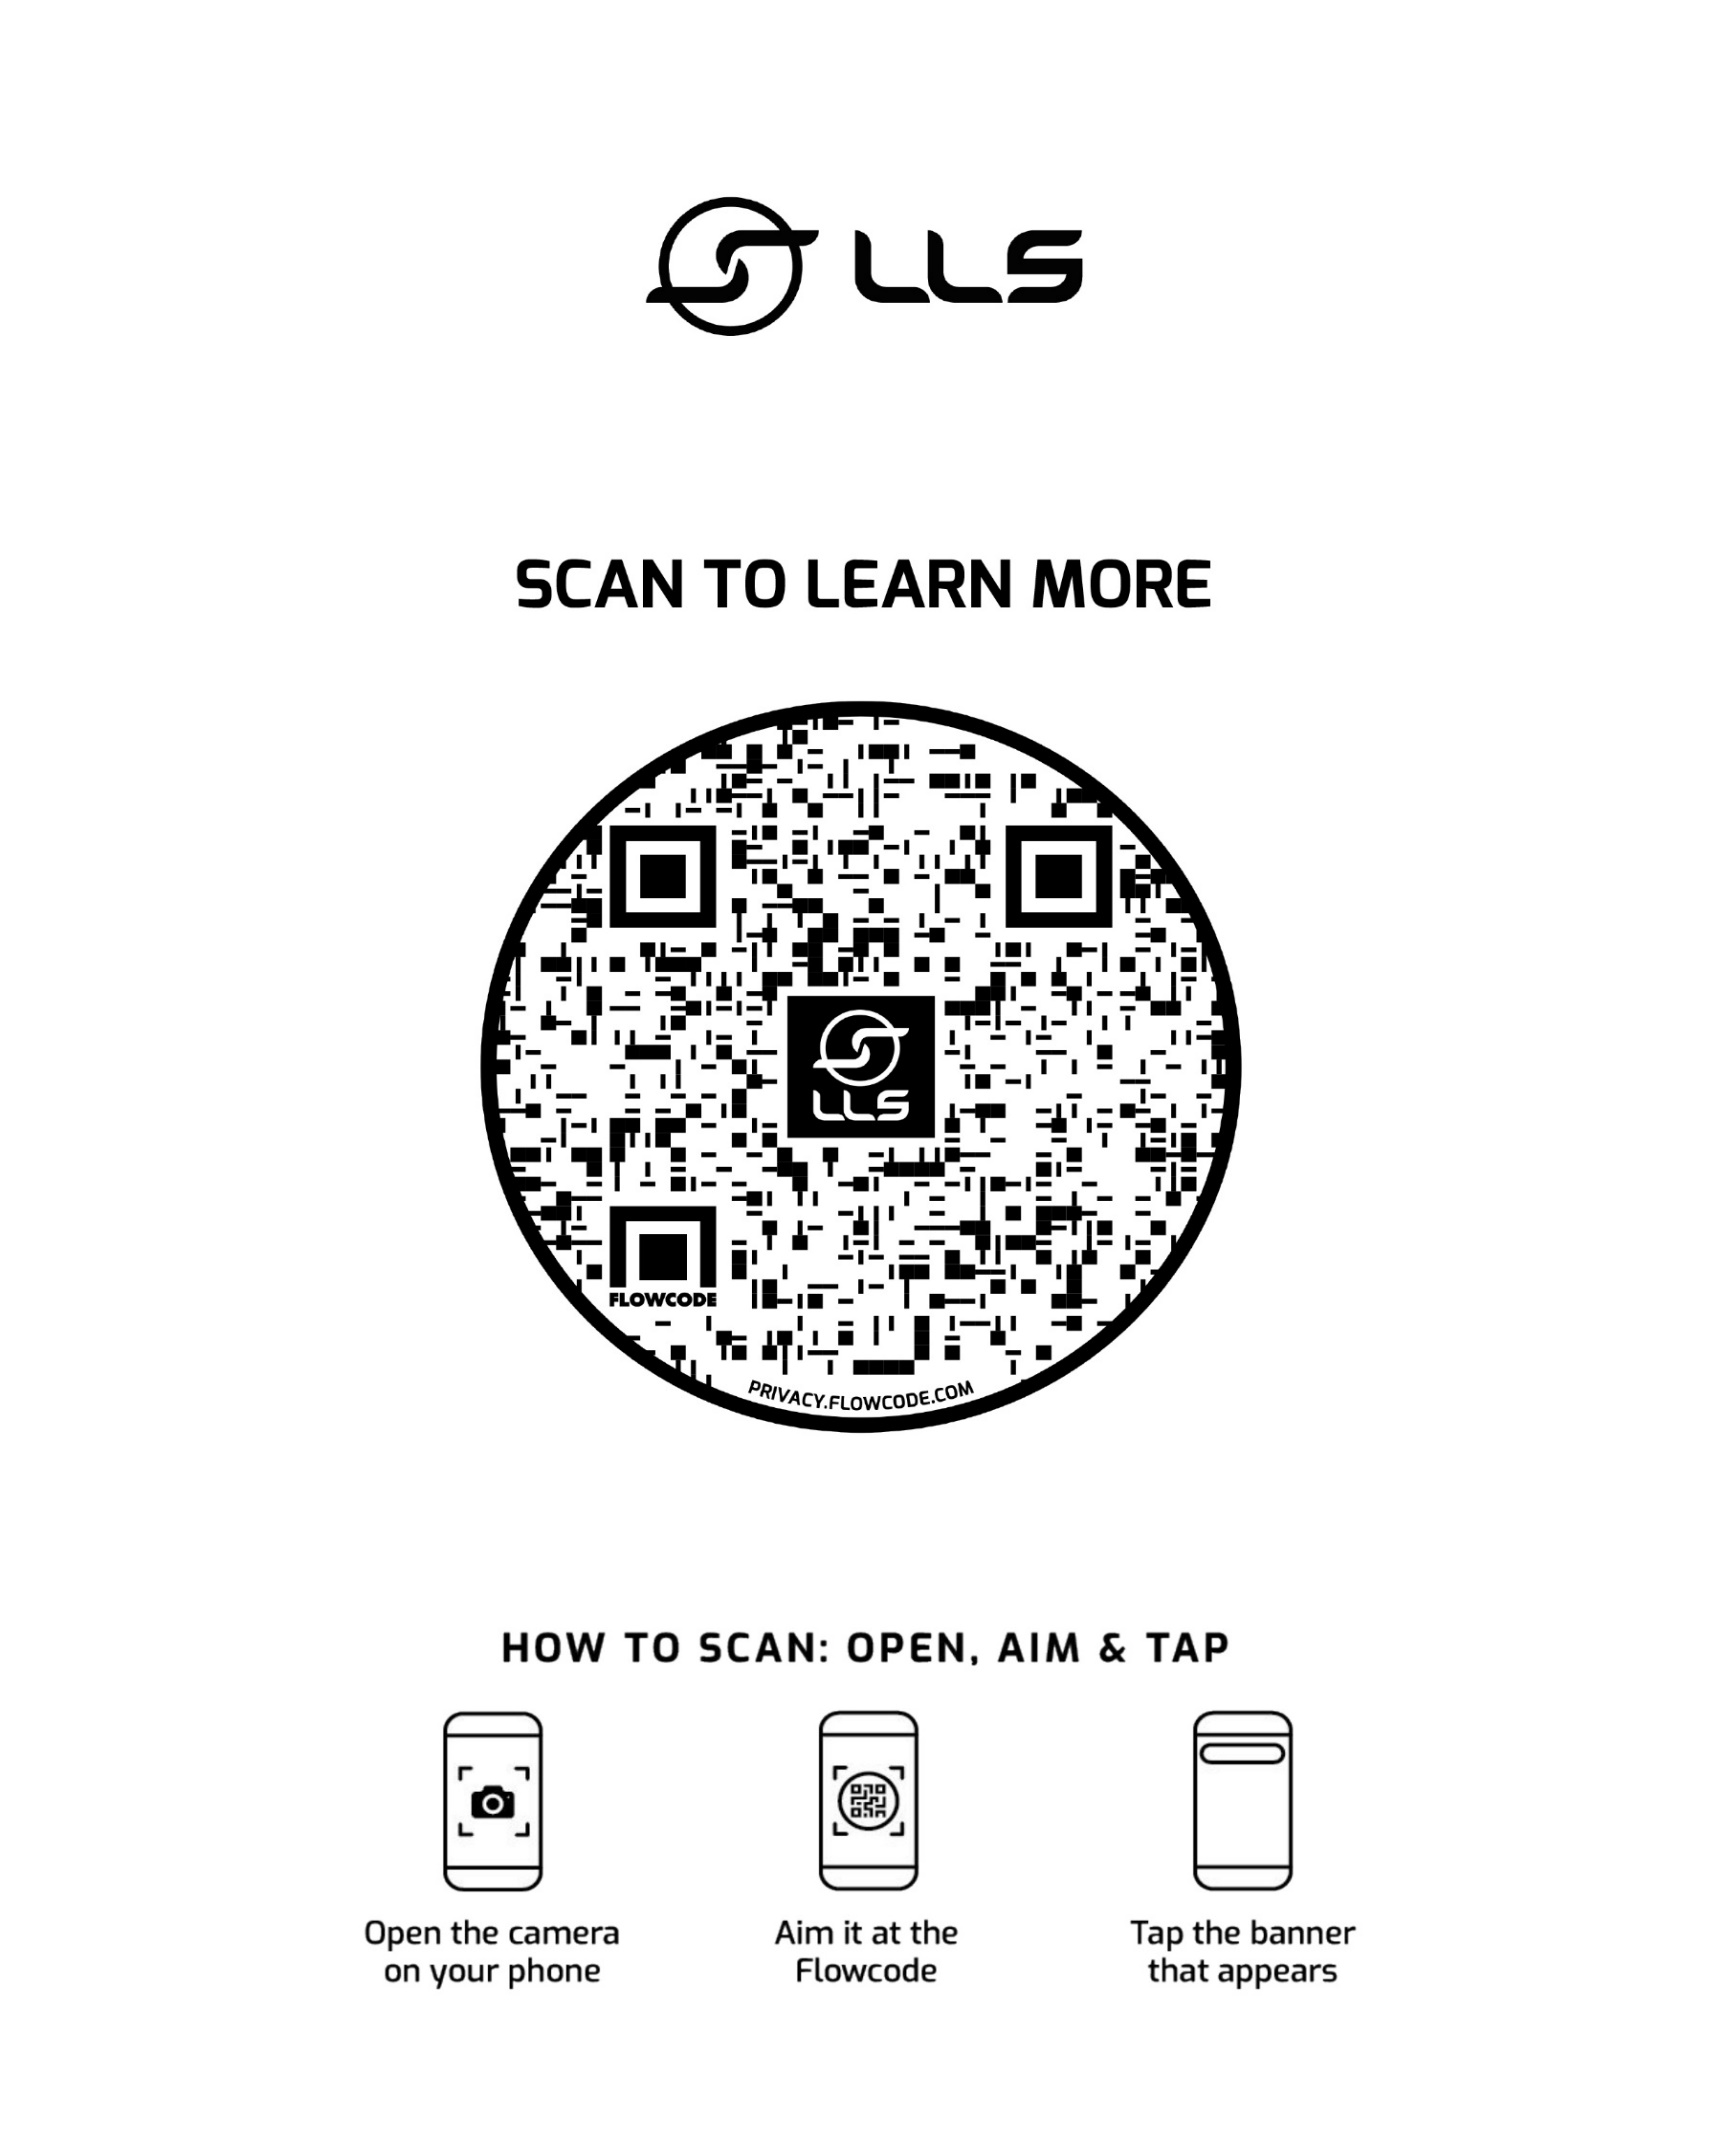 LLS
SCAN TO LEARN MORE
LLS
FLOWCODE
PRIVACY.FLOWCODE.COM
HOW TO SCAN: OPEN, AIM & TAP
Open the camera
on your phone
Aim it at the
Flowcode
Tap the banner
that appears